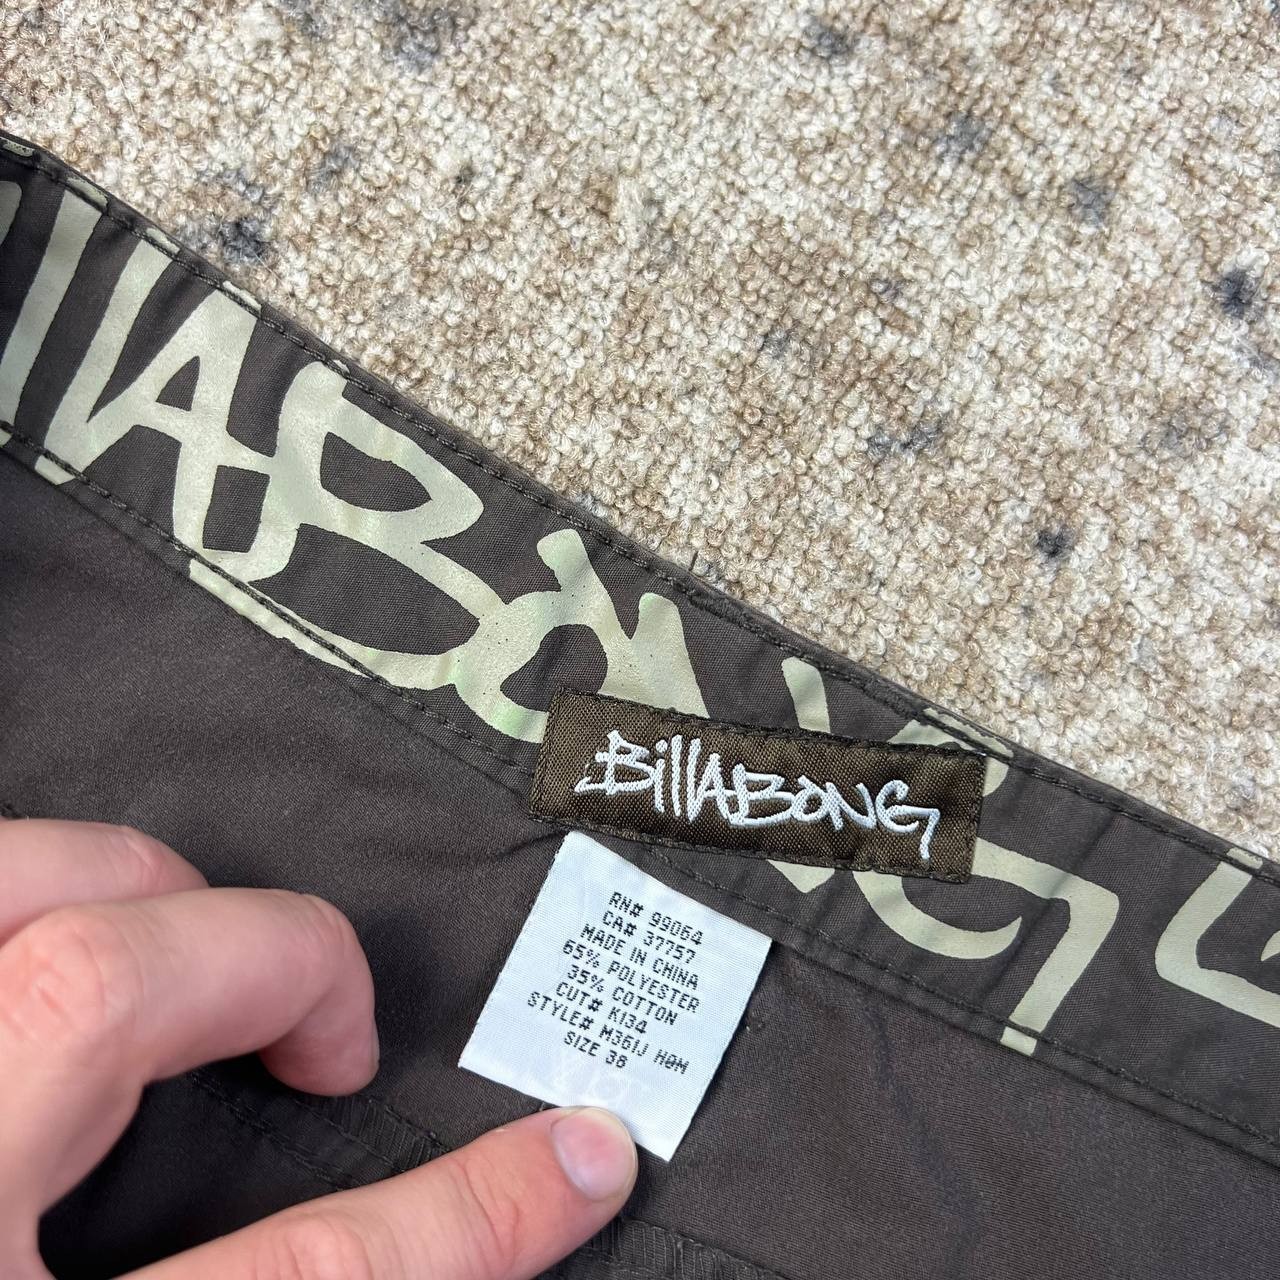 illABONG
BillABONG
RN# 99064
CA# 37757
MADE IN CHINA
65% POLYESTER
35% COTTON
CUT# K134
STYLE# M361J HOM
SIZE 38